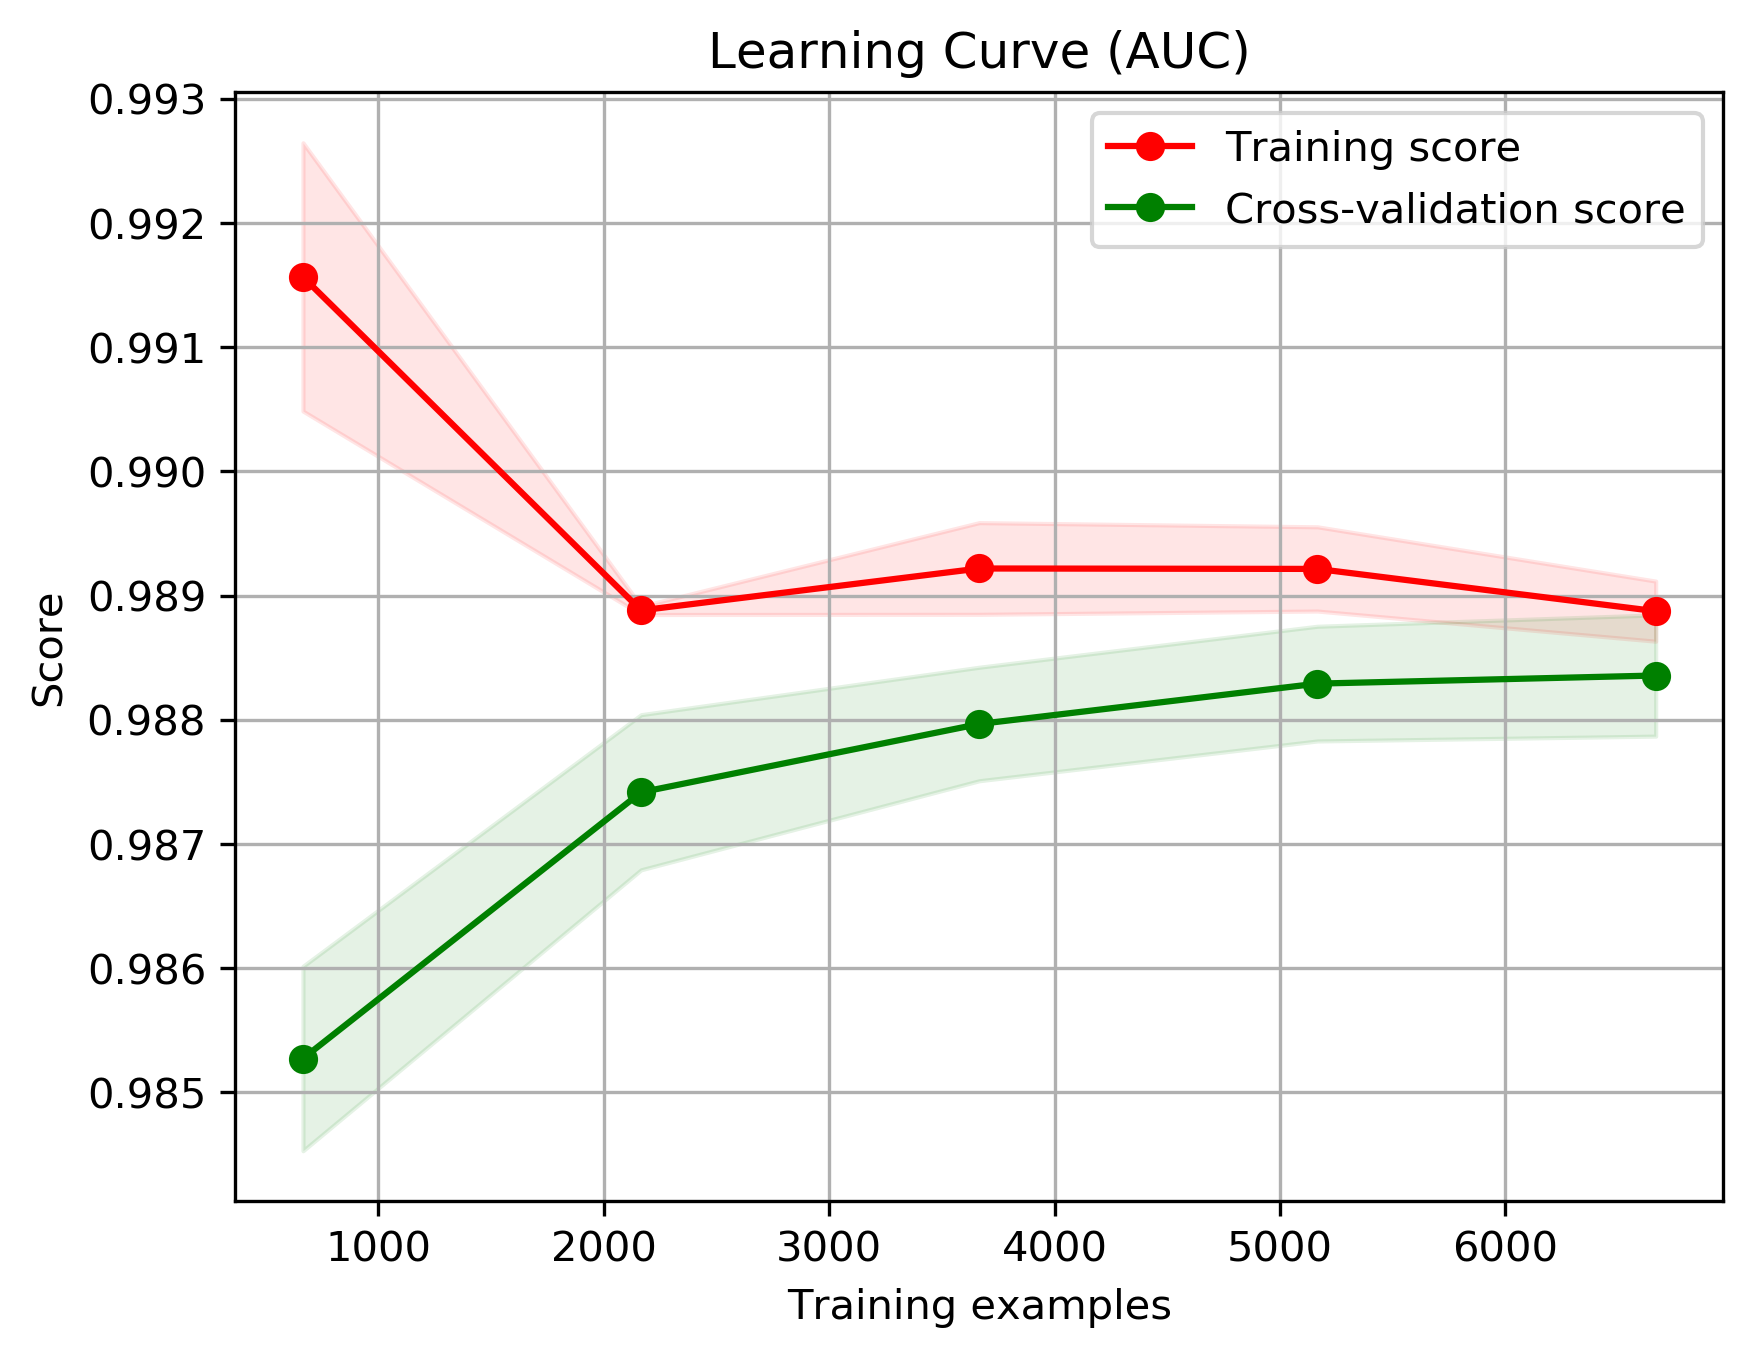 Learning Curve (AUC)
Training score
Cross-validation score
0.993
0.992
0.991
0.990
0.989
0.988
0.987
0.986
0.985
Score
1000 2000 3000 4000 5000 6000
Training examples